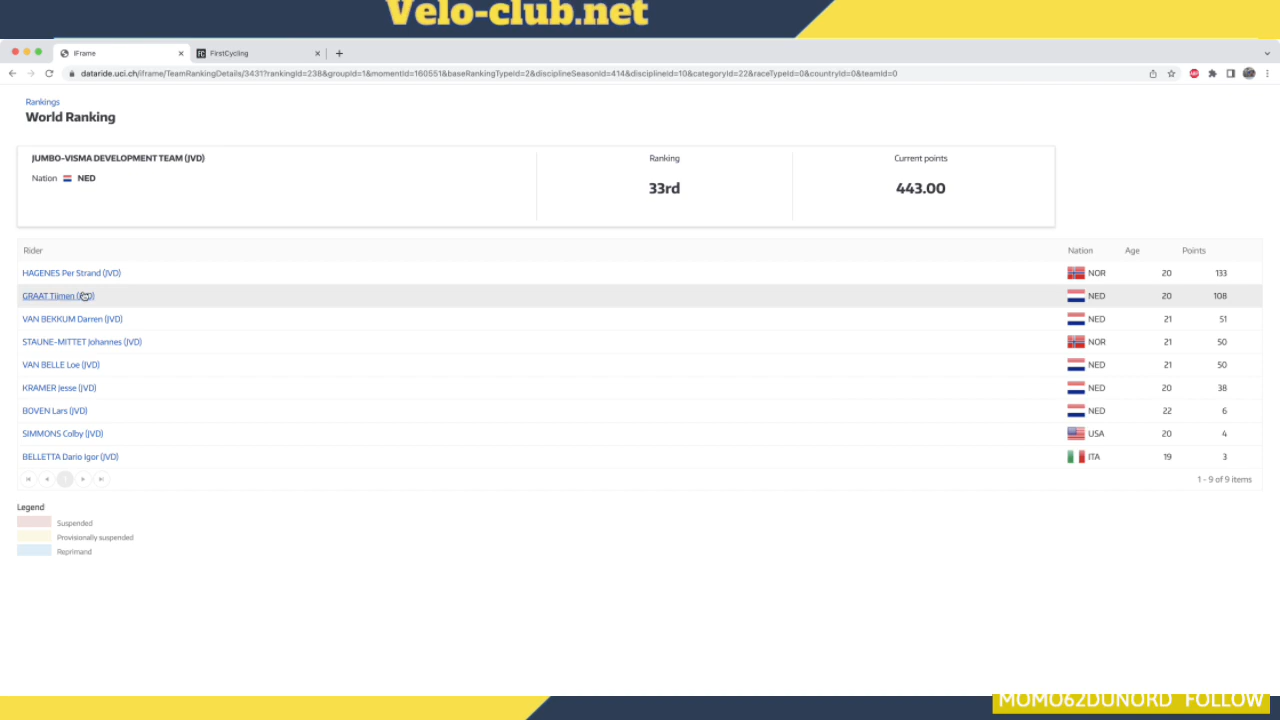 Velo-club.net
iFrame
FirstCycling
dataride.uci.ch/iframe/TeamRankingDetails/3431?rankingId=238&groupId=1&momentId=160551&baseRankingTypeId=2&disciplineSeasonId=414&disciplineId=10&categoryId=22&raceTypeId=0&countryId=0&teamId=0
Rankings
World Ranking
JUMBO-VISMA DEVELOPMENT TEAM (JVD) Ranking Current points
Nation NED 33rd 443.00
Rider Nation Age Points
HAGENES Per Strand (JVD) NOR 20 133
GRAAT Tijmen (JVD) NED 20 108
VAN BEKKUM Darren (JVD) NED 21 51
STAUNE-MITTET Johannes (JVD) NOR 21 50
VAN BELLE Loe (JVD) NED 21 50
KRAMER Jesse (JVD) NED 20 38
BOVEN Lars (JVD) NED 22 6
SIMMONS Colby (JVD) USA 20 4
BELLETTA Dario Igor (JVD) ITA 19 3
1 1 - 9 of 9 items
Legend
Suspended
Provisionally suspended
Reprimand
MOMO62DUNORD FOLLOW